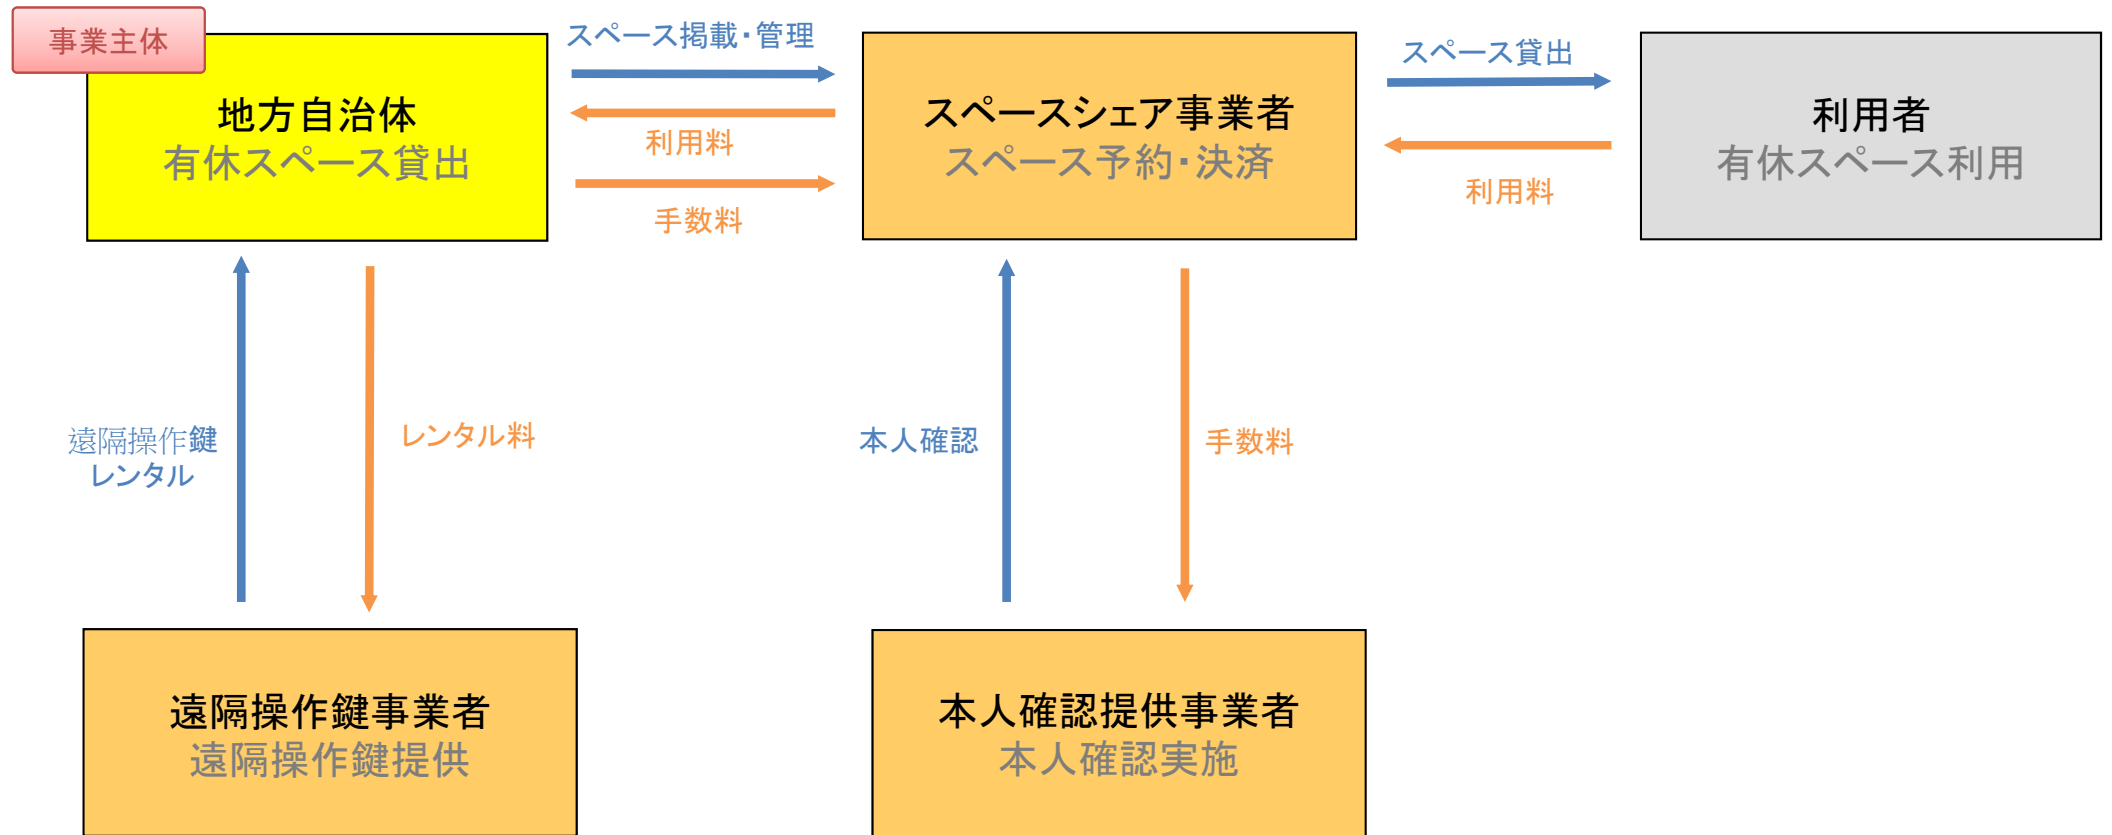 事業主体
地方自治体
有休スペース貸出
スペース掲載・管理
利用料
手数料
スペースシェア事業者
スペース予約・決済
スペース貸出
利用料
利用者
有休スペース利用
遠隔操作鍵
レンタル
レンタル料
本人確認
手数料
遠隔操作鍵事業者
遠隔操作鍵提供
本人確認提供事業者
本人確認実施